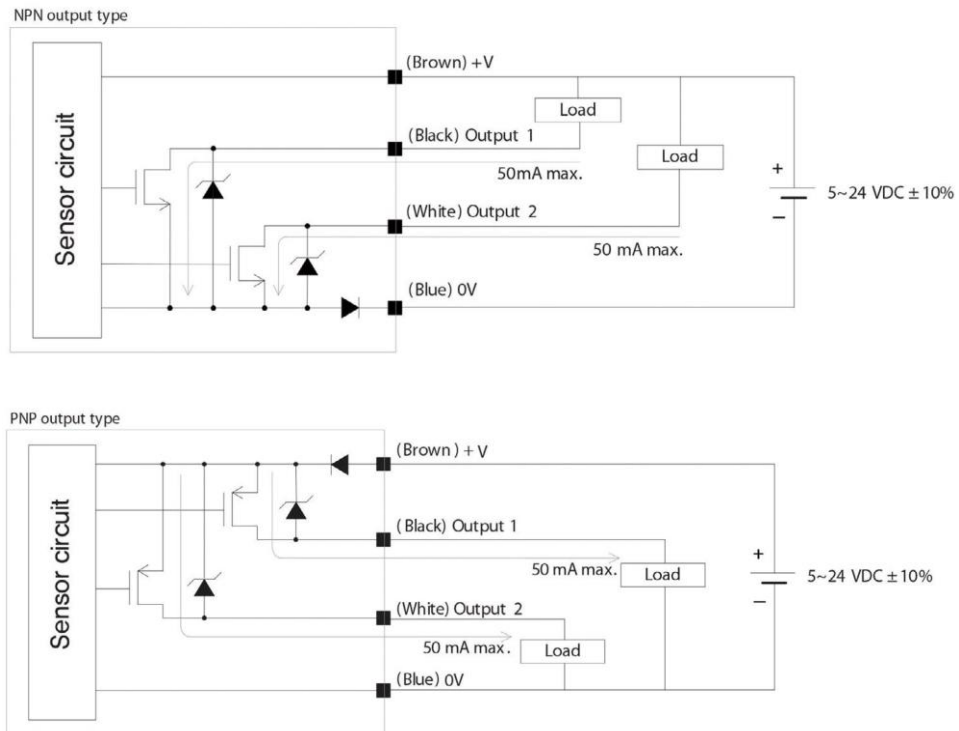 NPN output type
(Brown) +V
Load
(Black) Output 1
Load
50mA max.
+
5~24 VDC ± 10%
(White) Output 2
−
50 mA max.
Sensor circuit
(Blue) 0V
PNP output type
(Brown ) + V
(Black) Output 1
+
50 mA max.
Load
5~24 VDC ±10%
Sensor circuit
−
(White) Output 2
50 mA max.
Load
(Blue) 0V